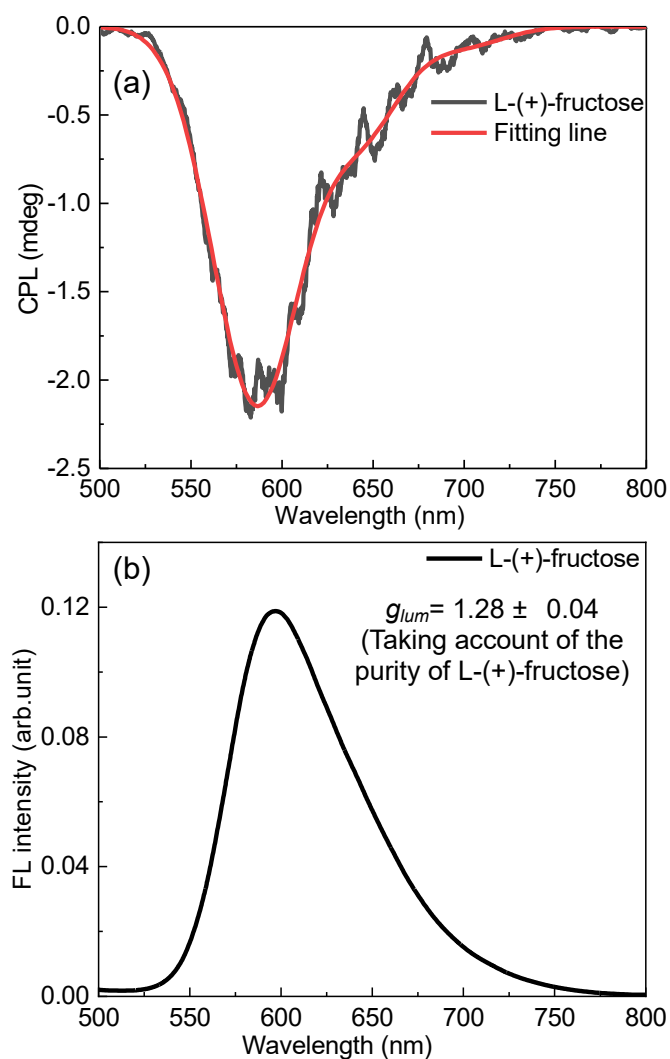 0.0
(a)
-0.5
L-(+)-fructose
Fitting line
-1.0
CPL (mdeg)
-1.5
-2.0
-2.5
500 550 600 650 700 750 800
Wavelength (nm)
(b)
L-(+)-fructose
0.12
g_lum= 1.28 ± 0.04
(Taking account of the
purity of L-(+)-fructose)
0.08
FL intensity (arb.unit)
0.04
0.00
500 550 600 650 700 750 800
Wavelength (nm)